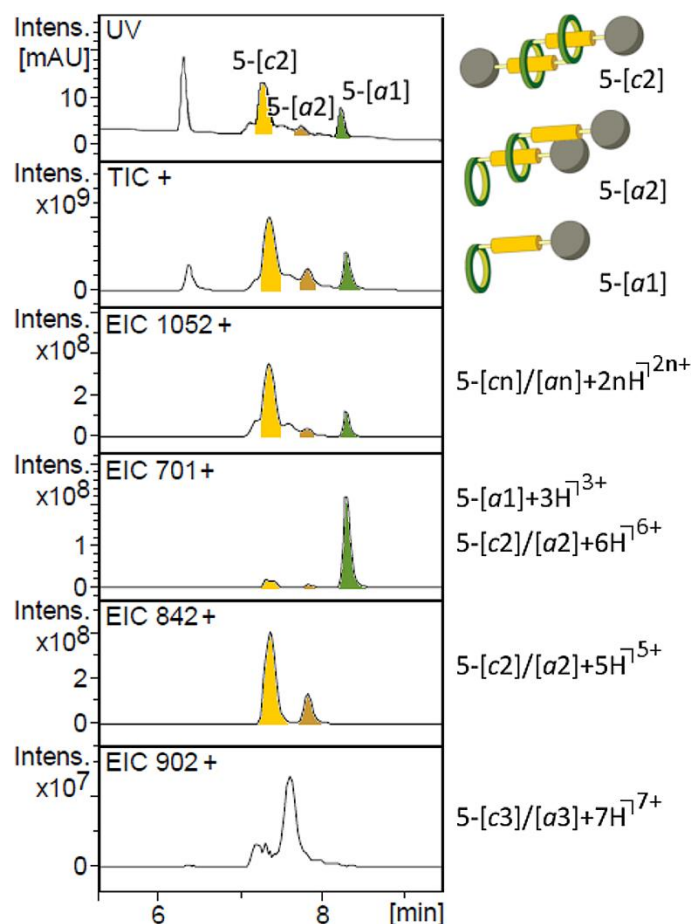 Intens. UV
[mAU]
5-[c2]
5-[a2]
5-[a1]
10
0
5-[c2]
5-[a2]
5-[a1]
Intens. TIC +
x10⁹
0
Intens. EIC 1052 +
x10⁸
2
0
5-[cn]/[an]+2nH⌝²ⁿ⁺
Intens. EIC 701 +
x10⁸
1
0
5-[a1]+3H⌝³⁺
5-[c2]/[a2]+6H⌝⁶⁺
Intens. EIC 842 +
x10⁸
2
0
5-[c2]/[a2]+5H⌝⁵⁺
Intens. EIC 902 +
x10⁷
0
5-[c3]/[a3]+7H⌝⁷⁺
6 8 [min]